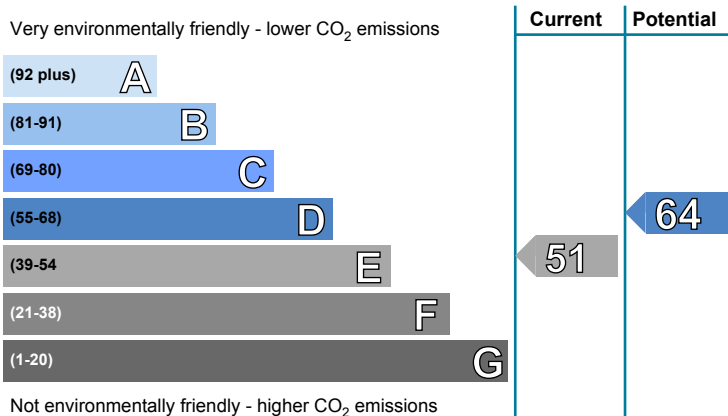 Very environmentally friendly - lower CO2 emissions
Current
Potential
(92 plus) A
(81-91) B
(69-80) C
(55-68) D
64
(39-54 E
51
(21-38) F
(1-20) G
Not environmentally friendly - higher CO2 emissions